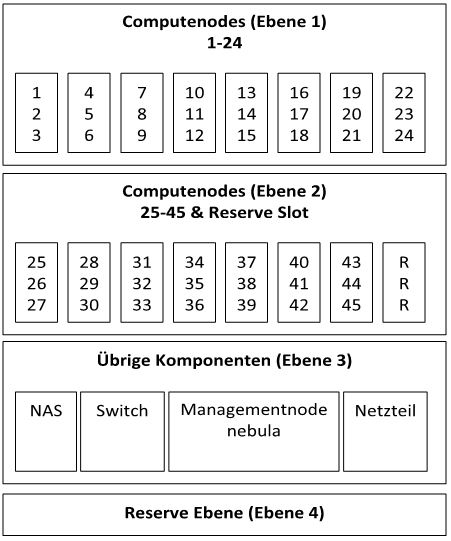 Computenodes (Ebene 1)
1-24
1 4 7 10 13 16 19 22
2 5 8 11 14 17 20 23
3 6 9 12 15 18 21 24
Computenodes (Ebene 2)
25-45 & Reserve Slot
25 28 31 34 37 40 43 R
26 29 32 35 38 41 44 R
27 30 33 36 39 42 45 R
Übrige Komponenten (Ebene 3)
NAS Switch Managementnode Netzteil
nebula
Reserve Ebene (Ebene 4)